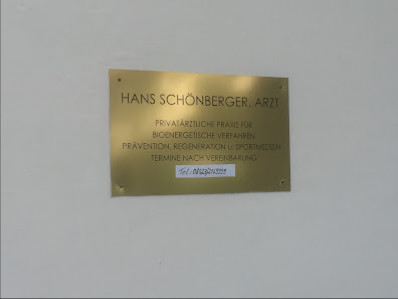 HANS SCHÖNBERGER, ARZT
PRIVATÄRZTLICHE PRAXIS FÜR
BIOENERGETISCHE VERFAHREN
PRÄVENTION, REGENERATION U. SPORTMEDIZIN
TERMINE NACH VEREINBARUNG
Tel.: